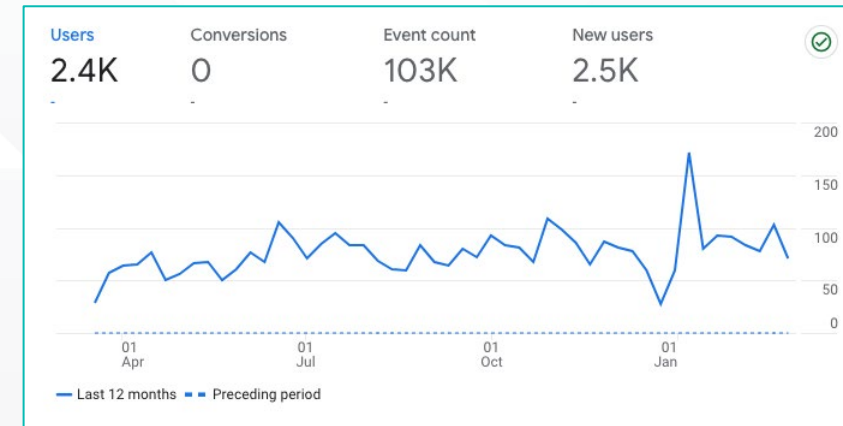 Users Conversions Event count New users
2.4K 0 103K 2.5K
- - - -
200
150
100
50
0
01 01 01 01
Apr Jul Oct Jan
Last 12 months Preceding period